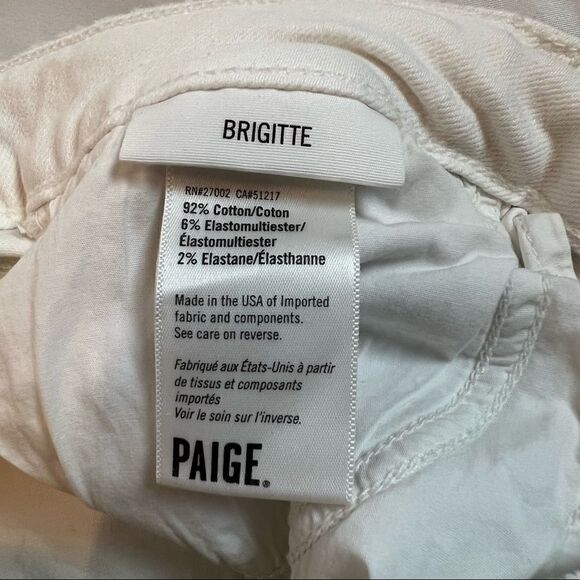 BRIGITTE
RN#27002 CA#51217
92% Cotton/Coton
6% Elastomultiester/
Élastomultiester
2% Elastane/Élasthanne
Made in the USA of Imported
fabric and components.
See care on reverse.
Fabriqué aux États-Unis à partir
de tissus et composants
importés
Voir le soin sur l'inverse.
PAIGE®